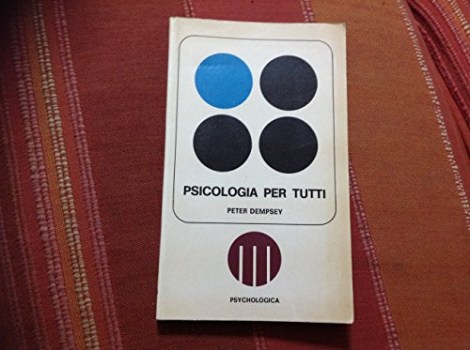 PSICOLOGIA PER TUTTI
PETER DEMPSEY
PSYCHOLOGICA